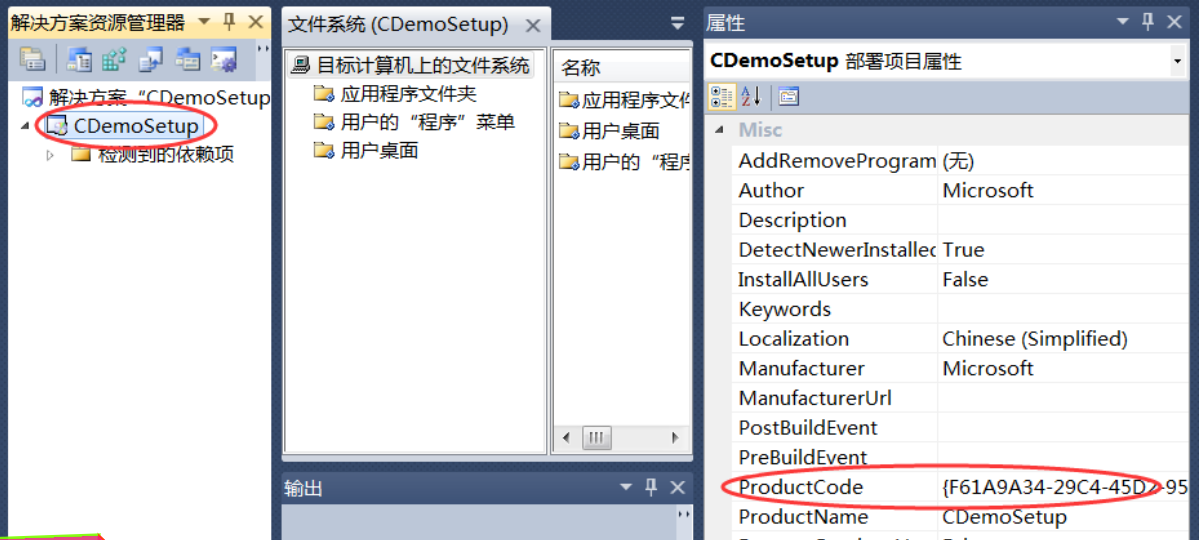 解决方案资源管理器
解决方案 “CDemoSetup
CDemoSetup
检测到的依赖项
文件系统 (CDemoSetup)
目标计算机上的文件系统
应用程序文件夹
用户的“程序”菜单
用户桌面
名称
应用程序文件
用户桌面
用户的“程序
输出
属性
CDemoSetup 部署项目属性
Misc
AddRemoveProgram (无)
Author Microsoft
Description
DetectNewerInstalled True
InstallAllUsers False
Keywords
Localization Chinese (Simplified)
Manufacturer Microsoft
ManufacturerUrl
PostBuildEvent
PreBuildEvent
ProductCode {F61A9A34-29C4-45D2-95
ProductName CDemoSetup